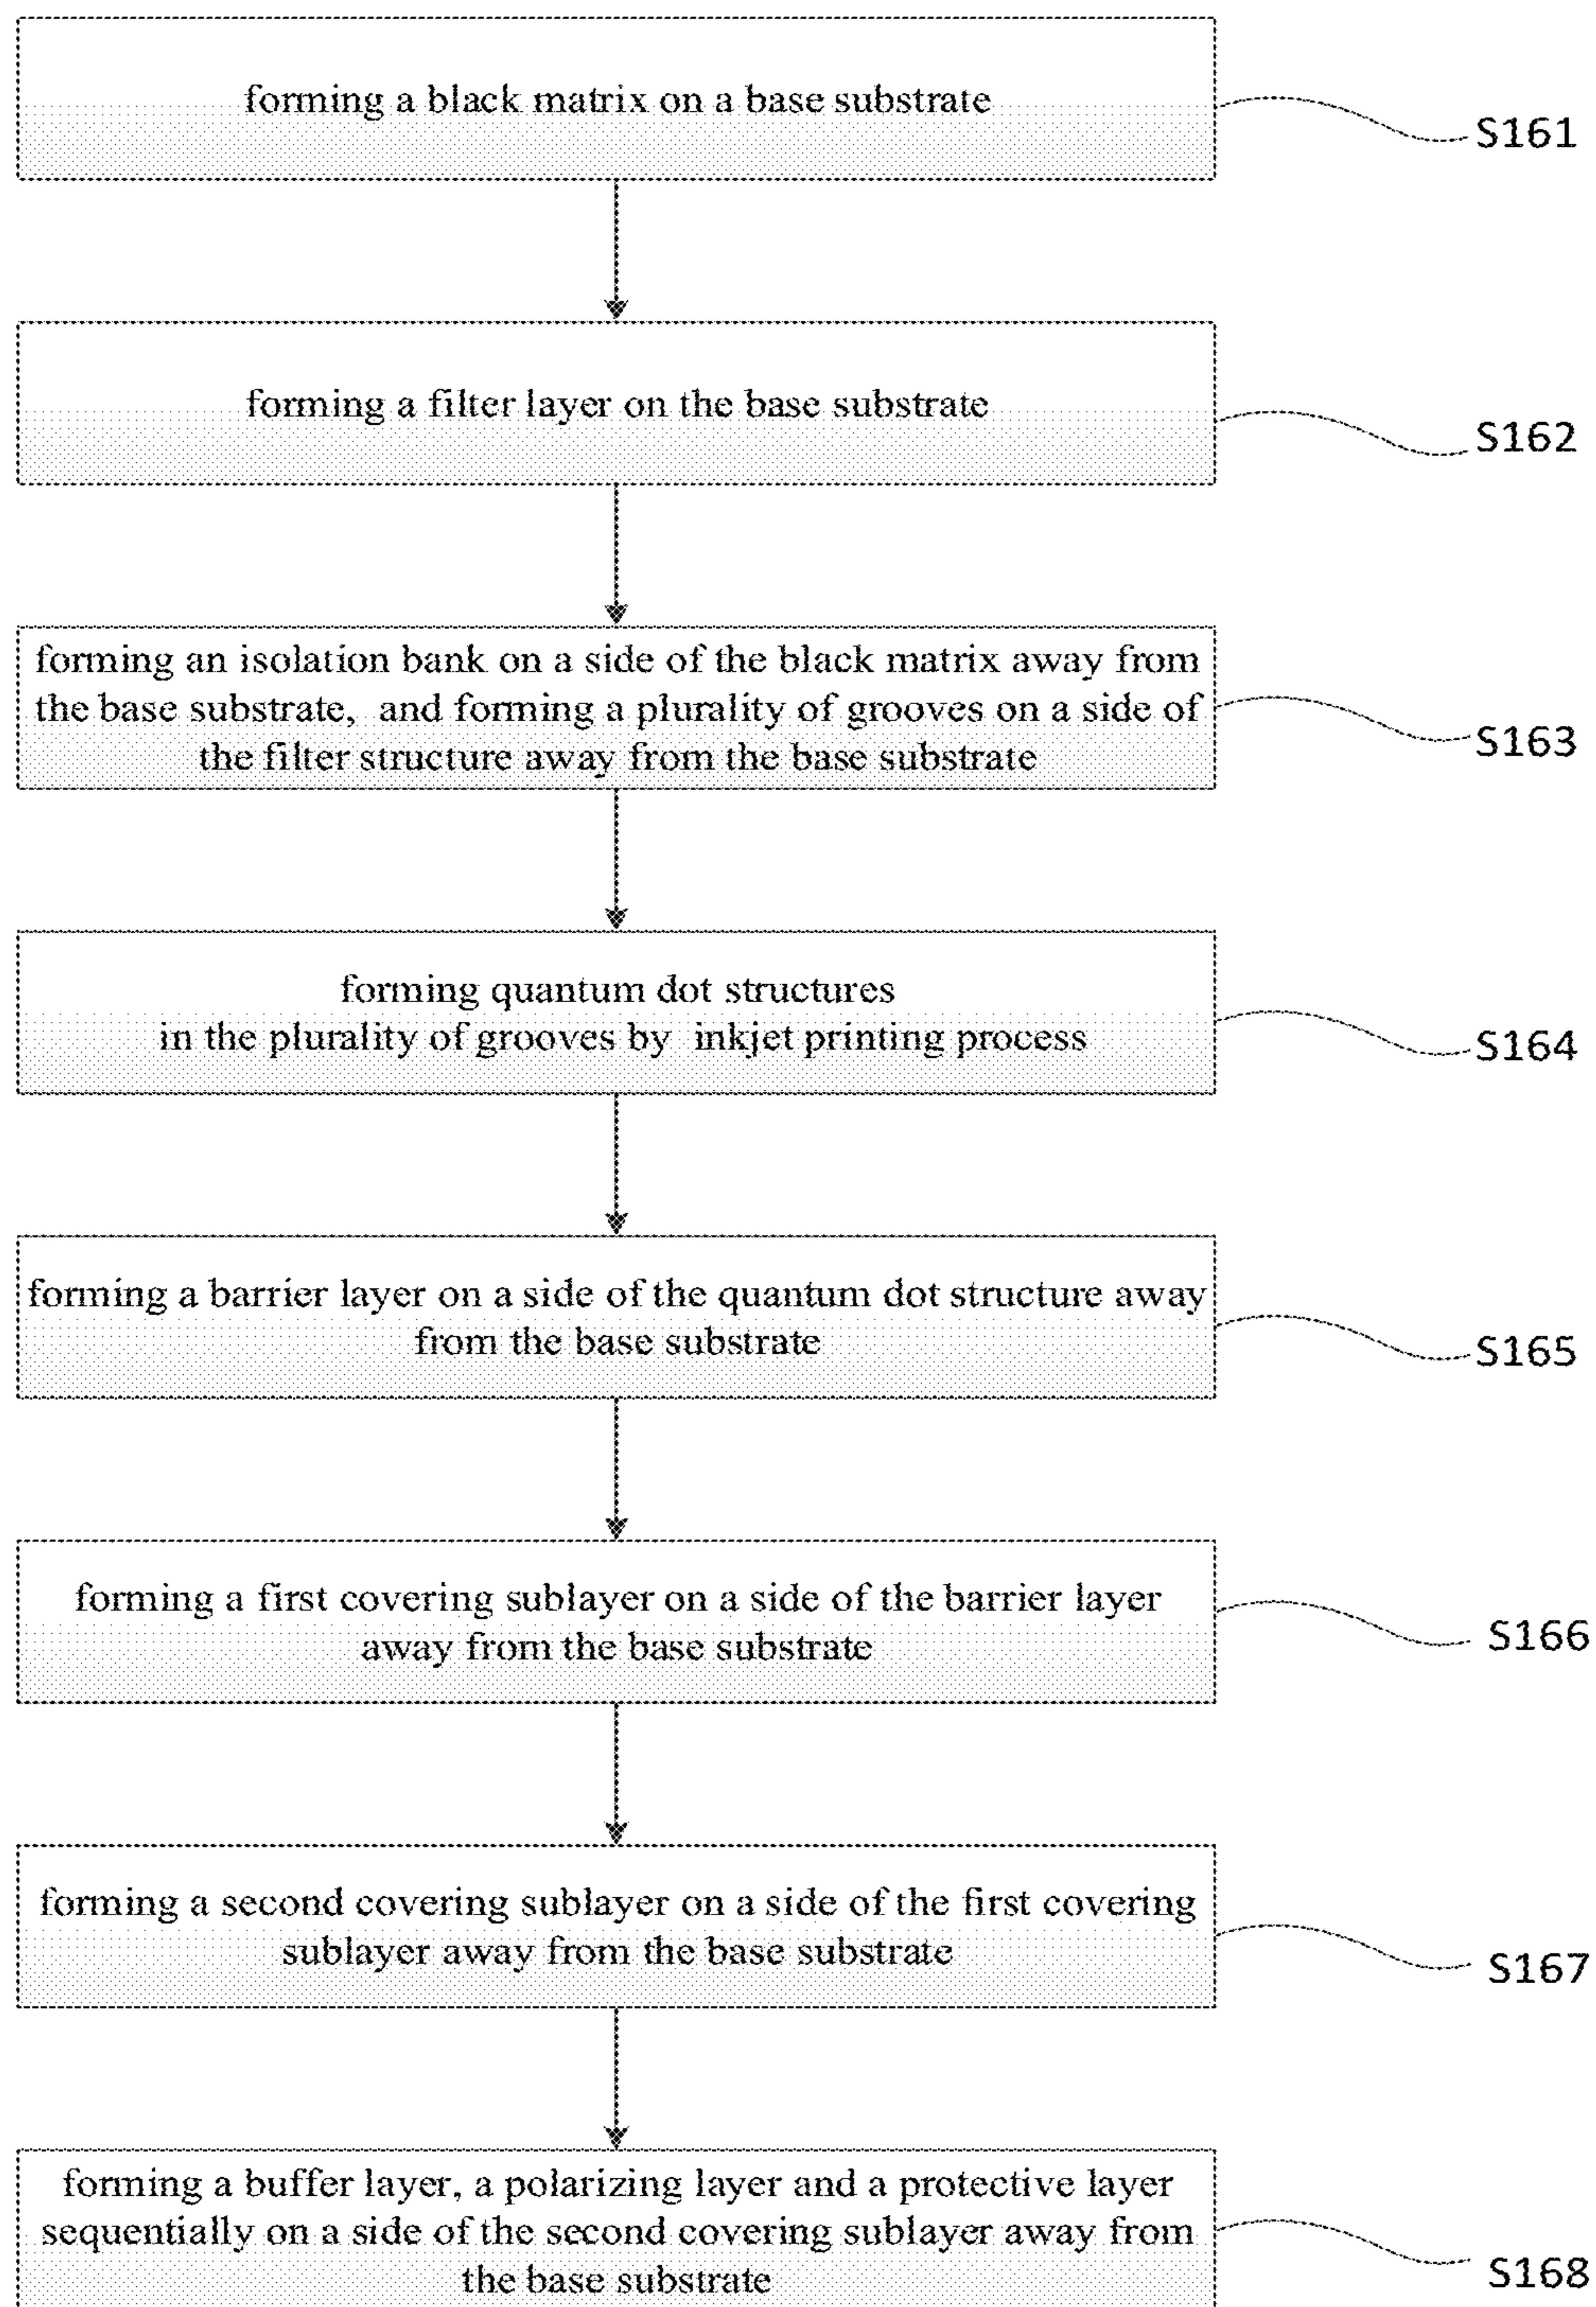 forming a black matrix on a base substrate
S161
forming a filter layer on the base substrate
S162
forming an isolation bank on a side of the black matrix away from
the base substrate, and forming a plurality of grooves on a side of
the filter structure away from the base substrate
S163
forming quantum dot structures
in the plurality of grooves by inkjet printing process
S164
forming a barrier layer on a side of the quantum dot structure away
from the base substrate
S165
forming a first covering sublayer on a side of the barrier layer
away from the base substrate
S166
forming a second covering sublayer on a side of the first covering
sublayer away from the base substrate
S167
forming a buffer layer, a polarizing layer and a protective layer
sequentially on a side of the second covering sublayer away from
the base substrate
S168